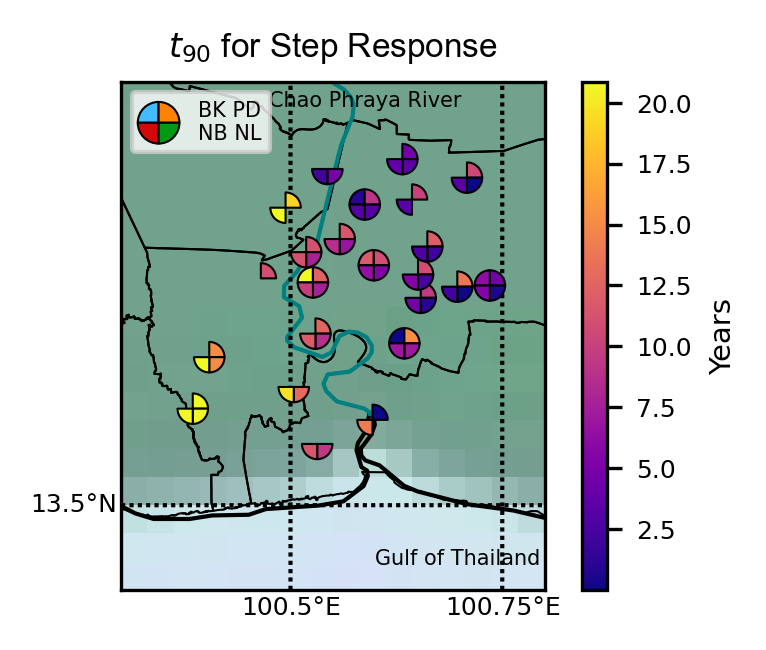 t90 for Step Response
Chao Phraya River
BK PD
NB NL
Gulf of Thailand
13.5°N
100.5°E
100.75°E
20.0
17.5
15.0
12.5
10.0
7.5
5.0
2.5
Years